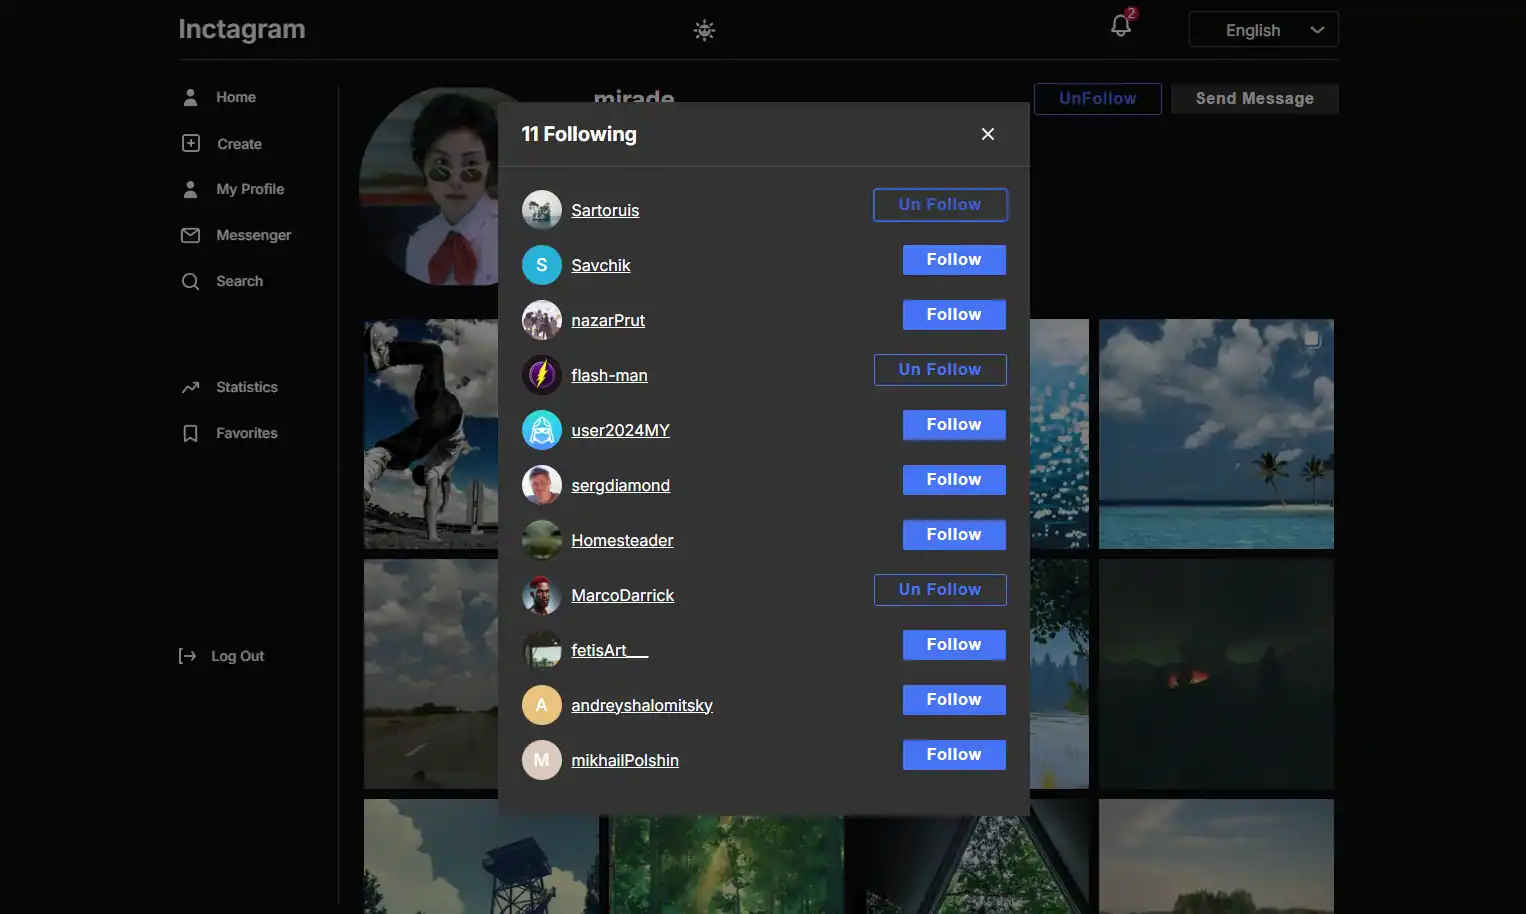 Inctagram
2
English
Home
Create
My Profile
Messenger
Search
Statistics
Favorites
Log Out
mirade
UnFollow
Send Message
11 Following
Sartoruis
Un Follow
S
Savchik
Follow
nazarPrut
Follow
flash-man
Un Follow
user2024MY
Follow
sergdiamond
Follow
Homesteader
Follow
MarcoDarrick
Un Follow
fetisArt___
Follow
A
andreyshalomitsky
Follow
M
mikhailPolshin
Follow